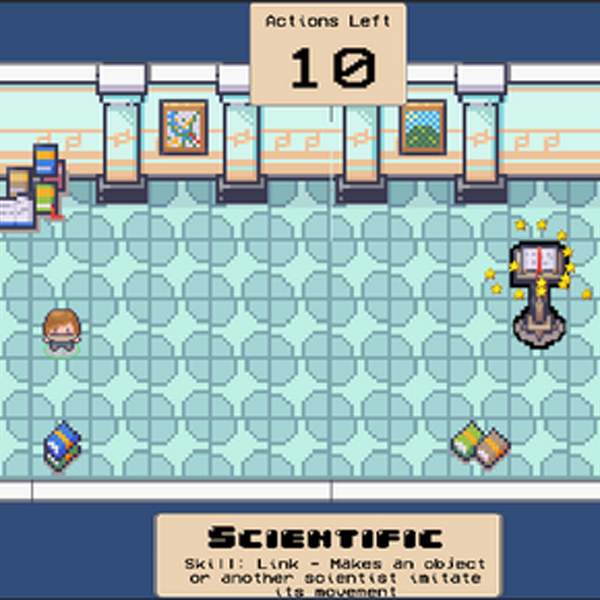 Actions Left
10
Scientific
Skill: Link - Makes an object
or another scientist imitate
its movement